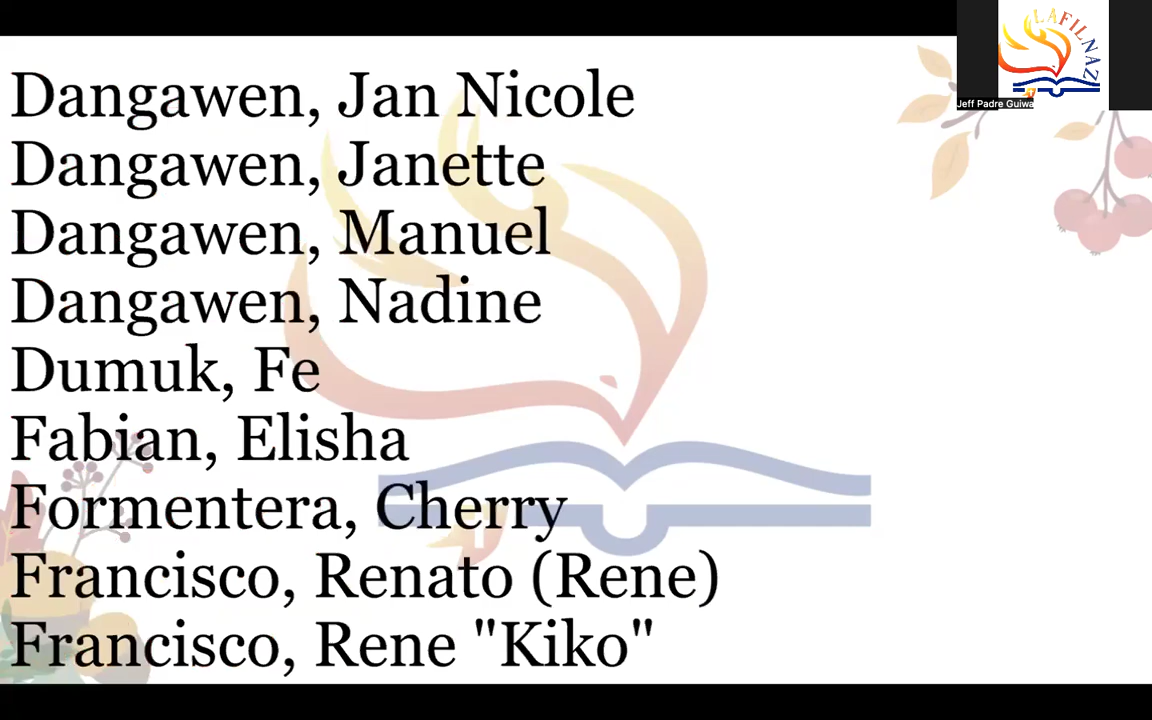 Dangawen, Jan Nicole
Dangawen, Janette
Dangawen, Manuel
Dangawen, Nadine
Dumuk, Fe
Fabian, Elisha
Formentera, Cherry
Francisco, Renato (Rene)
Francisco, Rene "Kiko"
LAFILNAZ
Jeff Padre Guiwa